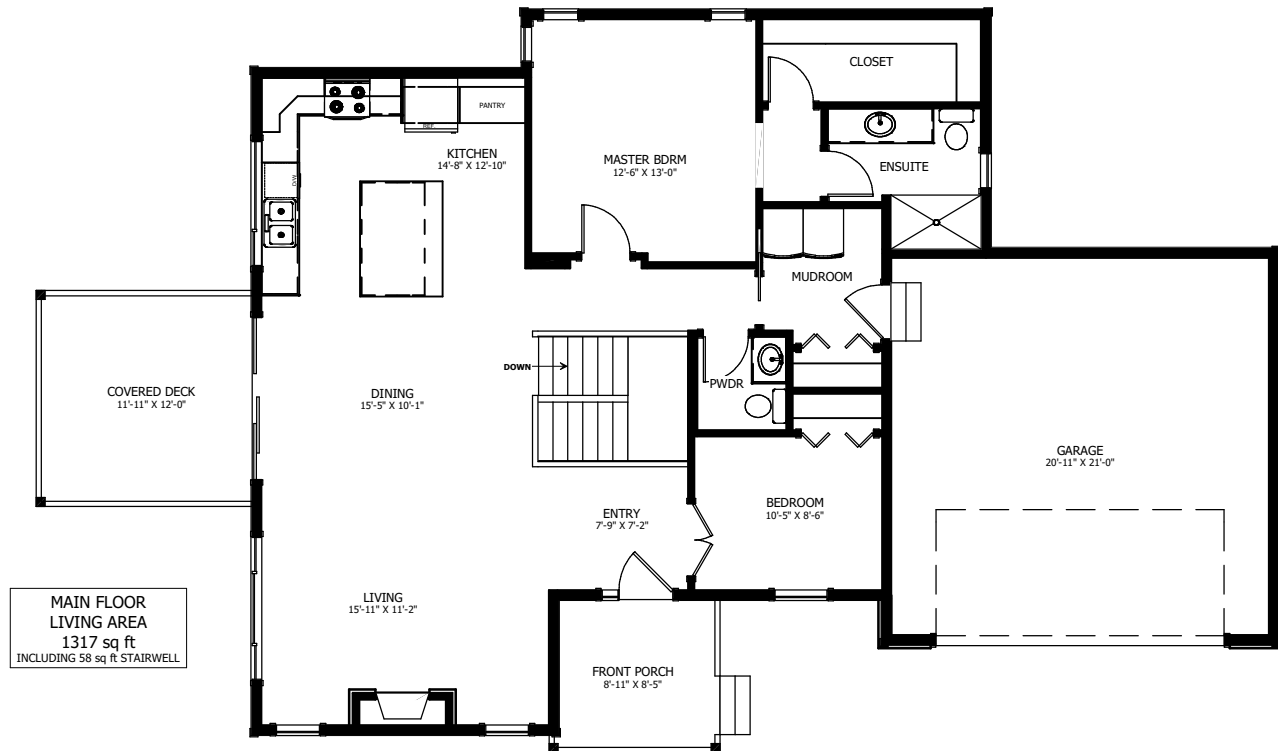 CLOSET
PANTRY
REF.
KITCHEN
14'-8" X 12'-10"
MASTER BDRM
12'-6" X 13'-0"
ENSUITE
D/W
MUDROOM
DOWN
PWDR
COVERED DECK
11'-11" X 12'-0"
DINING
15'-5" X 10'-1"
GARAGE
20'-11" X 21'-0"
BEDROOM
10'-5" X 8'-6"
ENTRY
7'-9" X 7'-2"
LIVING
15'-11" X 11'-2"
MAIN FLOOR
LIVING AREA
1317 sq ft
INCLUDING 58 sq ft STAIRWELL
FRONT PORCH
8'-11" X 8'-5"